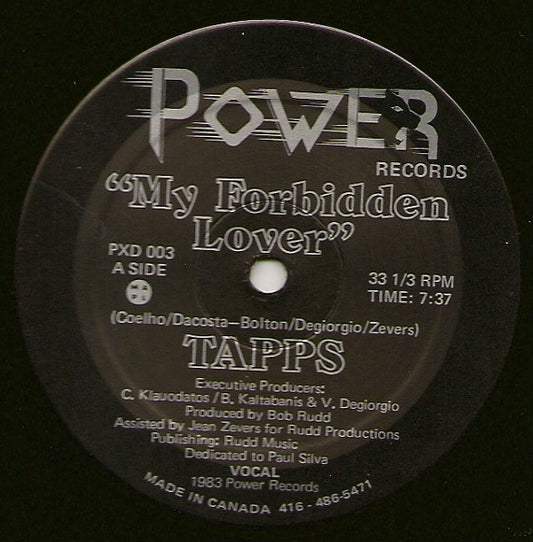 POWER
RECORDS
"My Forbidden
Lover"
PXD 003
A SIDE
33 1/3 RPM
TIME: 7:37
(Coelho/Dacosta–Bolton/Degiorgio/Zevers)
TAPPS
Executive Producers:
C. Klauodatos / B. Kaltabanis & V. Degiorgio
Produced by Bob Rudd
Assisted by Jean Zevers for Rudd Productions
Publishing: Rudd Music
Dedicated to Paul Silva
VOCAL
1983 Power Records
MADE IN CANADA 416 - 486-5471